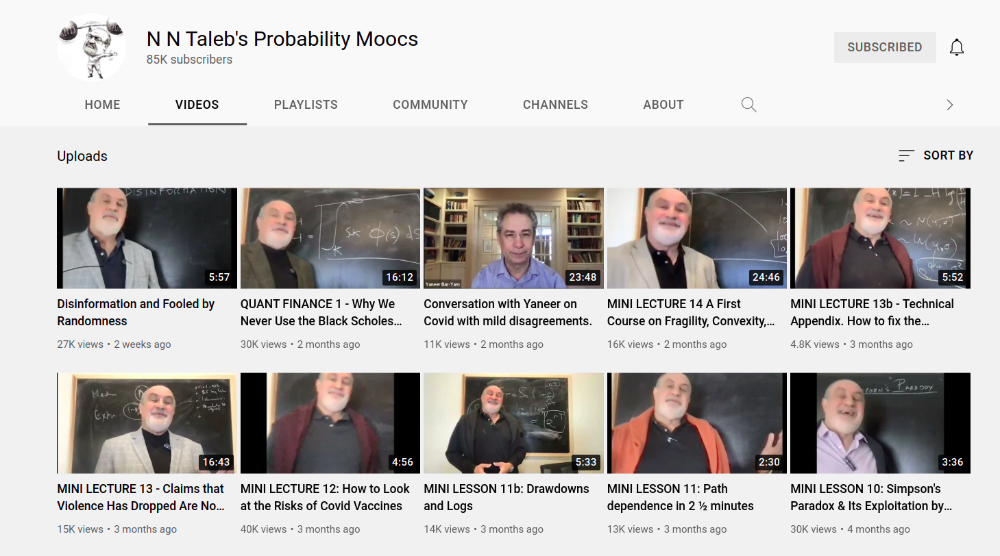 N N Taleb's Probability Moocs
85K subscribers
SUBSCRIBED
HOME
VIDEOS
PLAYLISTS
COMMUNITY
CHANNELS
ABOUT
Uploads
SORT BY
DISINFORMATION
5:57
16:12
Yaneer Bar-Yam
23:48
24:46
5:52
Disinformation and Fooled by
Randomness
27K views • 2 weeks ago
QUANT FINANCE 1 - Why We
Never Use the Black Scholes...
30K views • 2 months ago
Conversation with Yaneer on
Covid with mild disagreements.
11K views • 2 months ago
MINI LECTURE 14 A First
Course on Fragility, Convexity,...
16K views • 2 months ago
MINI LECTURE 13b - Technical
Appendix. How to fix the...
4.8K views • 3 months ago
16:43
4:56
5:33
2:30
PARADOX
3:36
MINI LECTURE 13 - Claims that
Violence Has Dropped Are No...
15K views • 3 months ago
MINI LECTURE 12: How to Look
at the Risks of Covid Vaccines
40K views • 3 months ago
MINI LESSON 11b: Drawdowns
and Logs
14K views • 3 months ago
MINI LESSON 11: Path
dependence in 2 ½ minutes
13K views • 3 months ago
MINI LESSON 10: Simpson's
Paradox & Its Exploitation by...
30K views • 4 months ago